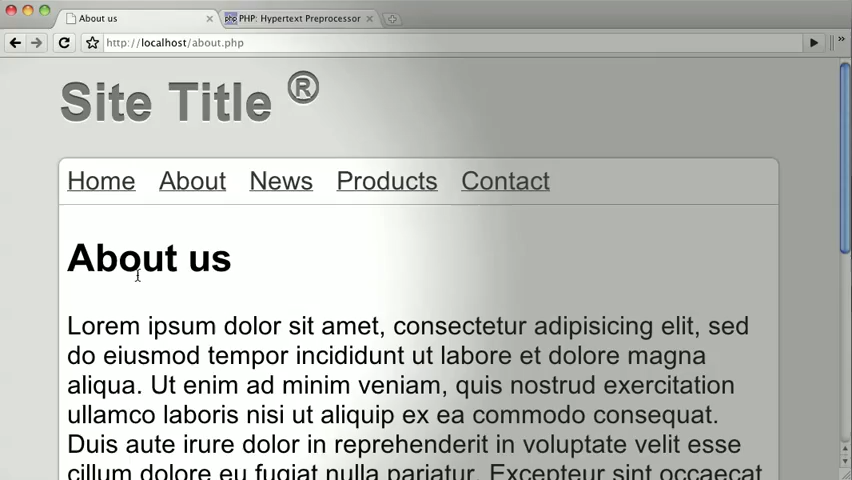 About us
PHP: Hypertext Preprocessor
http://localhost/about.php
Site Title ®
Home About News Products Contact
About us
Lorem ipsum dolor sit amet, consectetur adipisicing elit, sed
do eiusmod tempor incididunt ut labore et dolore magna
aliqua. Ut enim ad minim veniam, quis nostrud exercitation
ullamco laboris nisi ut aliquip ex ea commodo consequat.
Duis aute irure dolor in reprehenderit in voluptate velit esse
cillum dolore eu fugiat nulla pariatur. Excepteur sint occaecat